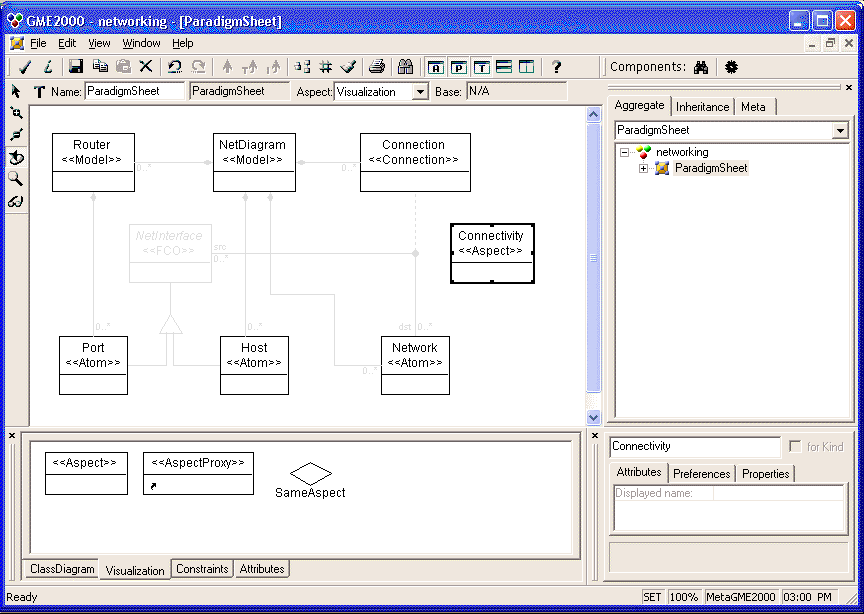 GME2000 - networking - [ParadigmSheet]
File Edit View Window Help
Components:
Name: ParadigmSheet ParadigmSheet Aspect: Visualization Base: N/A
Aggregate Inheritance Meta
ParadigmSheet
networking
ParadigmSheet
Router
<<Model>>
0..*
NetDiagram
<<Model>>
0..*
Connection
<<Connection>>
NetInterface
<<FCO>>
src
0..*
Connectivity
<<Aspect>>
0..*
0..*
dst 0..*
Port
<<Atom>>
Host
<<Atom>>
0..*
Network
<<Atom>>
<<Aspect>>
<<AspectProxy>>
SameAspect
ClassDiagram Visualization Constraints Attributes
Connectivity for Kind
Attributes Preferences Properties
Displayed name:
Ready SET 100% MetaGME2000 03:00 PM